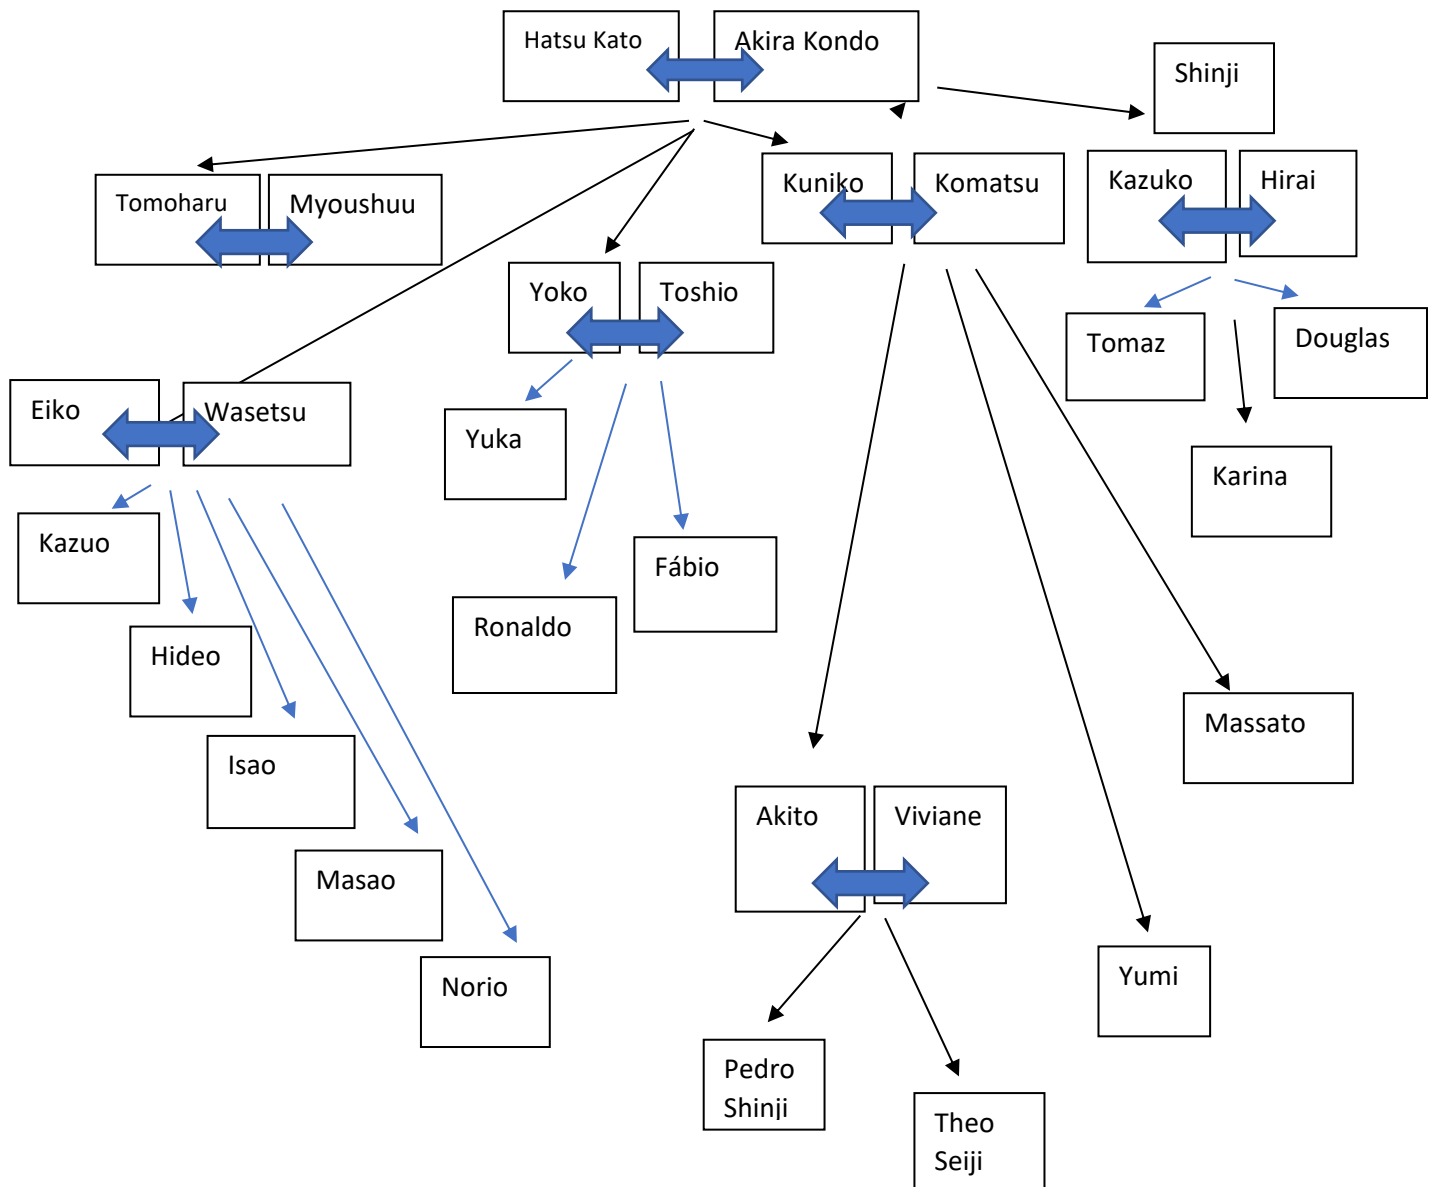 Hatsu Kato
Akira Kondo
Shinji
Tomoharu
Myoushuu
Kuniko
Komatsu
Kazuko
Hirai
Yoko
Toshio
Tomaz
Douglas
Eiko
Wasetsu
Yuka
Karina
Kazuo
Fábio
Ronaldo
Hideo
Massato
Isao
Akito
Viviane
Masao
Yumi
Norio
Pedro
Shinji
Theo
Seiji